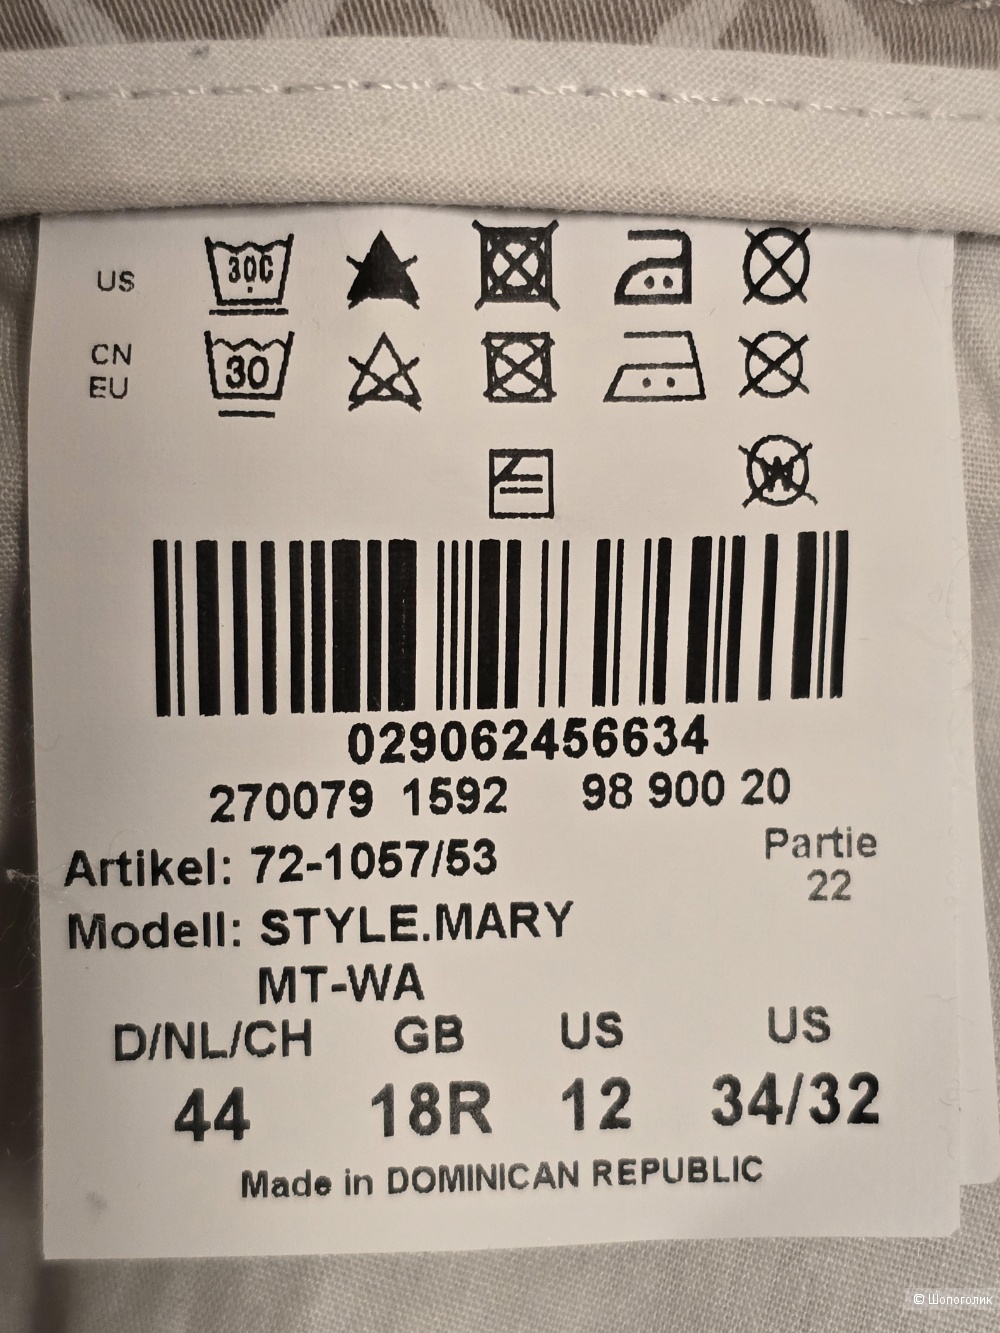 US
30C
CN
EU
30
W
029062456634
270079 1592 98 900 20
Artikel: 72-1057/53 Partie
22
Modell: STYLE.MARY
MT-WA
D/NL/CH GB US US
44 18R 12 34/32
Made in DOMINICAN REPUBLIC
© Шопоголик